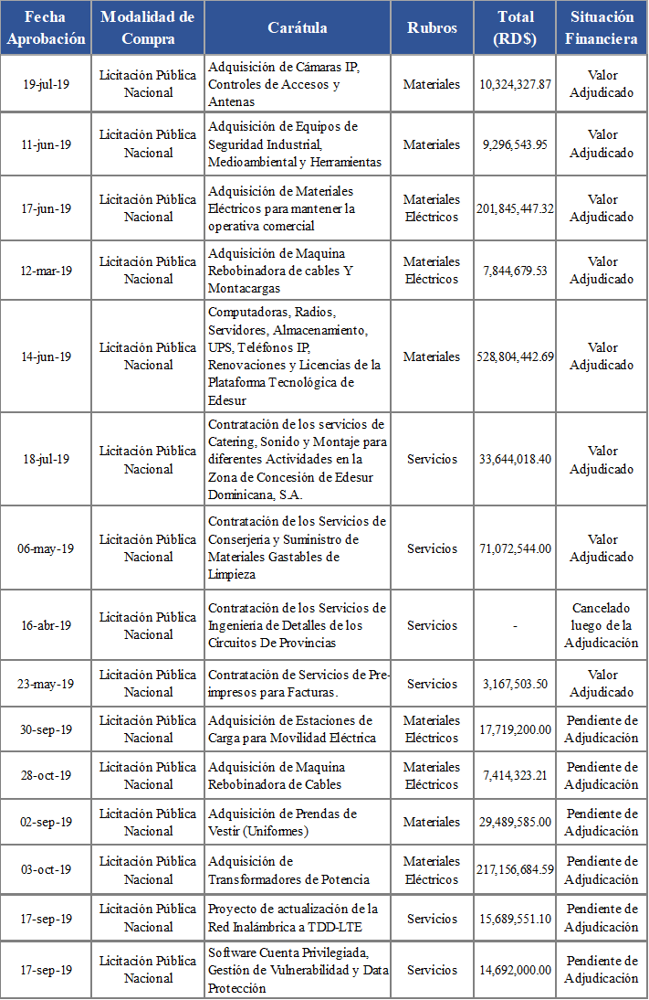 Fecha Aprobación
Modalidad de Compra
Carátula
Rubros
Total (RD$)
Situación Financiera
19-jul-19
Licitación Pública
Nacional
Adquisición de Cámaras IP,
Controles de Accesos y
Antenas
Materiales
10,324,327.87
Valor
Adjudicado
11-jun-19
Licitación Pública
Nacional
Adquisición de Equipos de
Seguridad Industrial,
Medioambiental y Herramientas
Materiales
9,296,543.95
Valor
Adjudicado
17-jun-19
Licitación Pública
Nacional
Adquisición de Materiales
Eléctricos para mantener la
operativa comercial
Materiales
Eléctricos
201,845,447.32
Valor
Adjudicado
12-mar-19
Licitación Pública
Nacional
Adquisición de Maquina
Rebobinadora de cables Y
Montacargas
Materiales
Eléctricos
7,844,679.53
Valor
Adjudicado
14-jun-19
Licitación Pública
Nacional
Computadoras, Radios,
Servidores, Almacenamiento,
UPS, Teléfonos IP,
Renovaciones y Licencias de la
Plataforma Tecnológica de
Edesur
Materiales
528,804,442.69
Valor
Adjudicado
18-jul-19
Licitación Pública
Nacional
Contratación de los servicios de
Catering, Sonido y Montaje para
diferentes Actividades en la
Zona de Concesión de Edesur
Dominicana, S.A.
Servicios
33,644,018.40
Valor
Adjudicado
06-may-19
Licitación Pública
Nacional
Contratación de los Servicios de
Conserjería y Suministro de
Materiales Gastables de
Limpieza
Servicios
71,072,544.00
Valor
Adjudicado
16-abr-19
Licitación Pública
Nacional
Contratación de los Servicios de
Ingeniería de Detalles de los
Circuitos De Provincias
Servicios
-
Cancelado
luego de la
Adjudicación
23-may-19
Licitación Pública
Nacional
Contratación de Servicios de Pre-
impresos para Facturas.
Servicios
3,167,503.50
Valor
Adjudicado
30-sep-19
Licitación Pública
Nacional
Adquisición de Estaciones de
Carga para Movilidad Eléctrica
Materiales
Eléctricos
17,719,200.00
Pendiente de
Adjudicación
28-oct-19
Licitación Pública
Nacional
Adquisición de Maquina
Rebobinadora de Cables
Materiales
Eléctricos
7,414,323.21
Pendiente de
Adjudicación
02-sep-19
Licitación Pública
Nacional
Adquisición de Prendas de
Vestir (Uniformes)
Materiales
29,489,585.00
Pendiente de
Adjudicación
03-oct-19
Licitación Pública
Nacional
Adquisición de
Transformadores de Potencia
Materiales
Eléctricos
217,156,684.59
Pendiente de
Adjudicación
17-sep-19
Licitación Pública
Nacional
Proyecto de actualización de la
Red Inalámbrica a TDD-LTE
Servicios
15,689,551.10
Pendiente de
Adjudicación
17-sep-19
Licitación Pública
Nacional
Software Cuenta Privilegiada,
Gestión de Vulnerabilidad y Data
Protección
Servicios
14,692,000.00
Pendiente de
Adjudicación